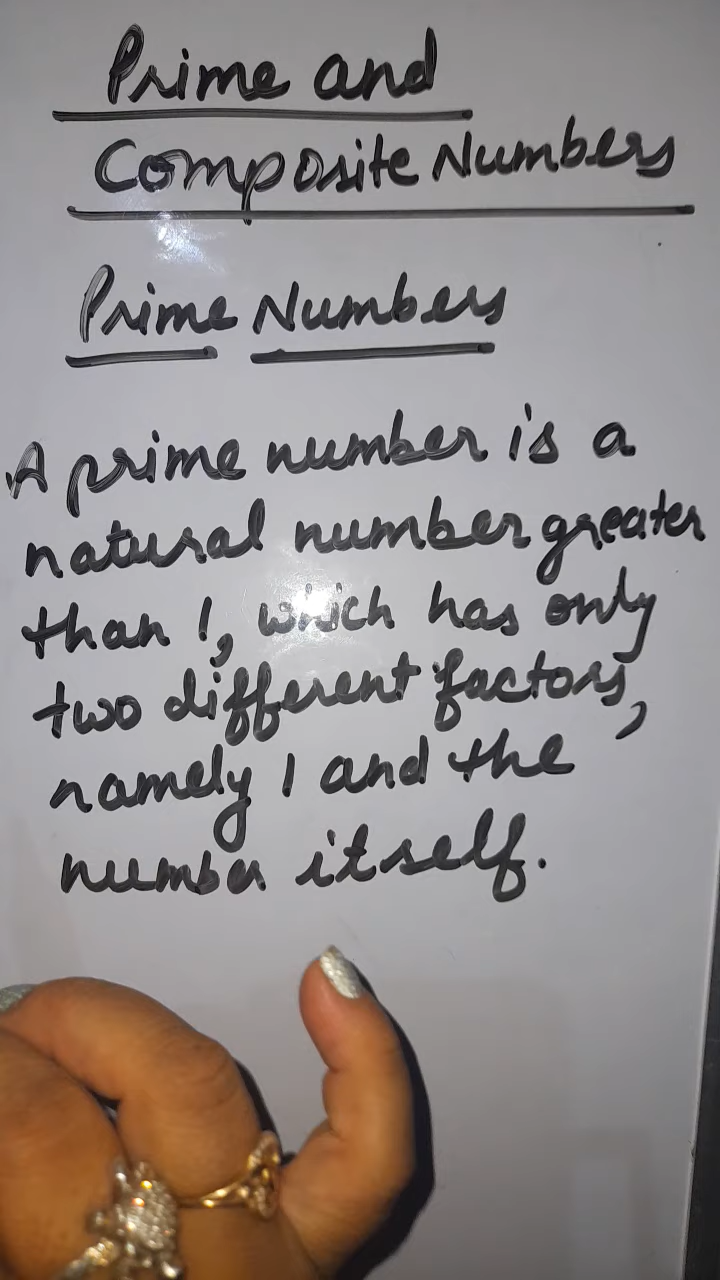 Prime and
Composite Numbers
Prime Numbers
A prime number is a
natural number greater
than 1, which has only
two different factors,
namely 1 and the
number itself.